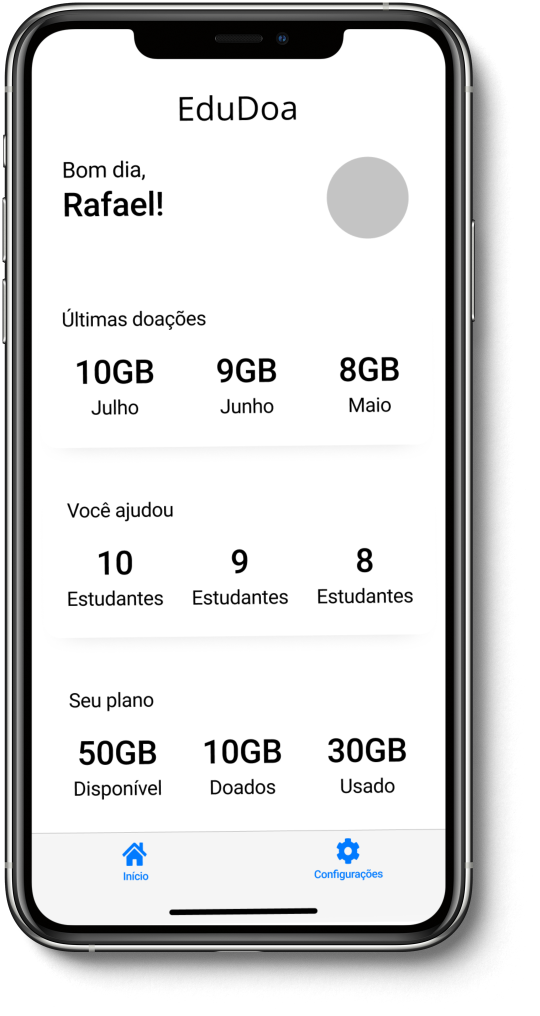 EduDoa
Bom dia,
Rafael!
Últimas doações
10GB 9GB 8GB
Julho Junho Maio
Você ajudou
10 9 8
Estudantes Estudantes Estudantes
Seu plano
50GB 10GB 30GB
Disponível Doados Usado
Início Configurações